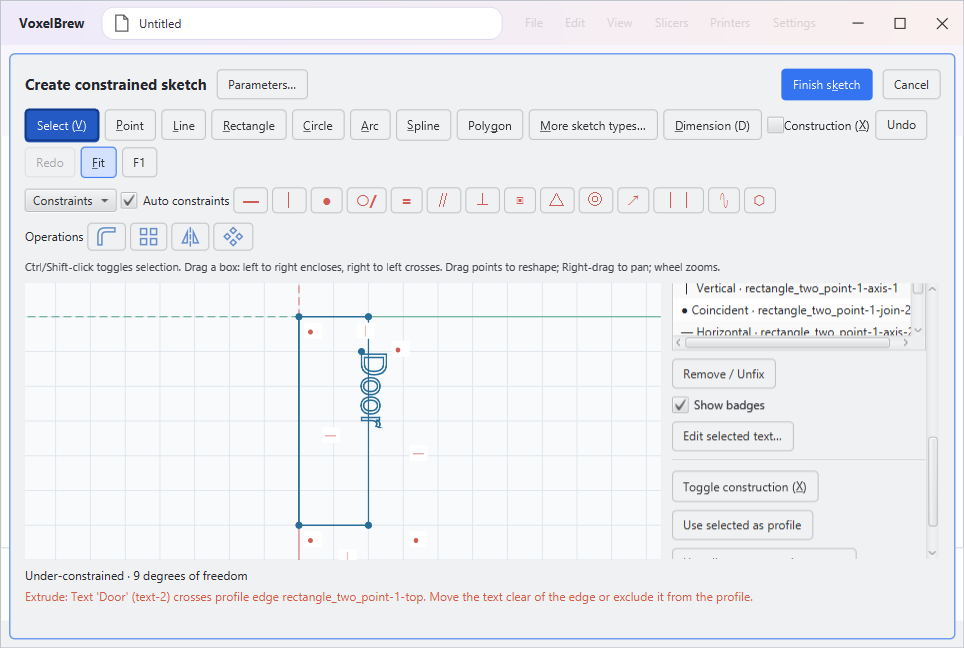 VoxelBrew
Untitled
File Edit View Slicers Printers Settings
Create constrained sketch
Parameters...
Finish sketch
Cancel
Select (V)
Point
Line
Rectangle
Circle
Arc
Spline
Polygon
More sketch types...
Dimension (D)
Construction (X)
Undo
Redo
Fit
F1
Constraints
Auto constraints
Operations
Ctrl/Shift-click toggles selection. Drag a box: left to right encloses, right to left crosses. Drag points to reshape; Right-drag to pan; wheel zooms.
Door
Vertical · rectangle_two_point-1-axis-1
Coincident · rectangle_two_point-1-join-2
Horizontal · rectangle_two_point-1-axis-2
Remove / Unfix
Show badges
Edit selected text...
Toggle construction (X)
Use selected as profile
Under-constrained · 9 degrees of freedom
Extrude: Text 'Door' (text-2) crosses profile edge rectangle_two_point-1-top. Move the text clear of the edge or exclude it from the profile.